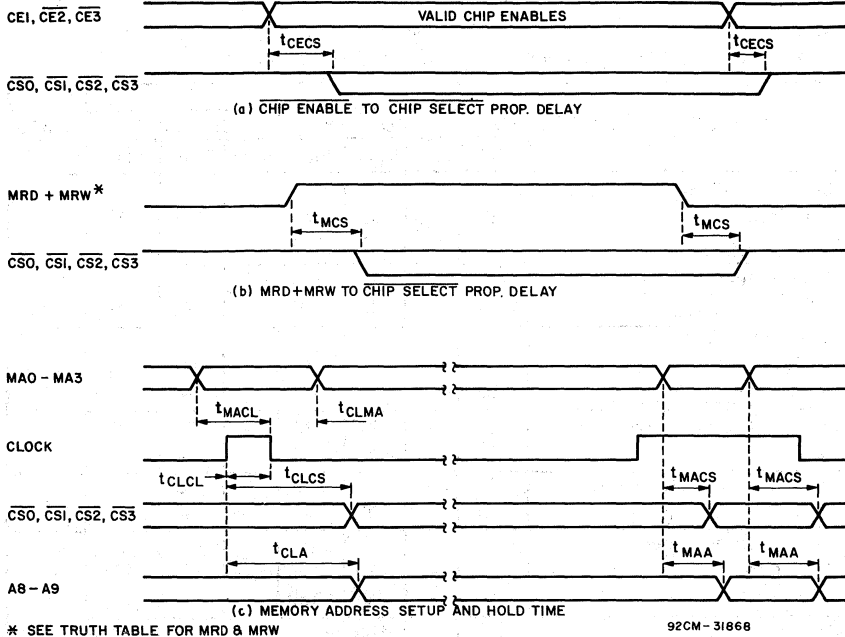 CE1, CE2, CE3
VALID CHIP ENABLES
tCECS
tCECS
CS0, CS1, CS2, CS3
(a) CHIP ENABLE TO CHIP SELECT PROP. DELAY
MRD + MRW*
tMCS
tMCS
CS0, CS1, CS2, CS3
(b) MRD+MRW TO CHIP SELECT PROP. DELAY
MA0 - MA3
tMACL
tCLMA
CLOCK
tCLCL
tCLCS
tMACS
tMACS
CS0, CS1, CS2, CS3
tCLA
tMAA
tMAA
A8 - A9
(c) MEMORY ADDRESS SETUP AND HOLD TIME
* SEE TRUTH TABLE FOR MRD & MRW
92CM-31868